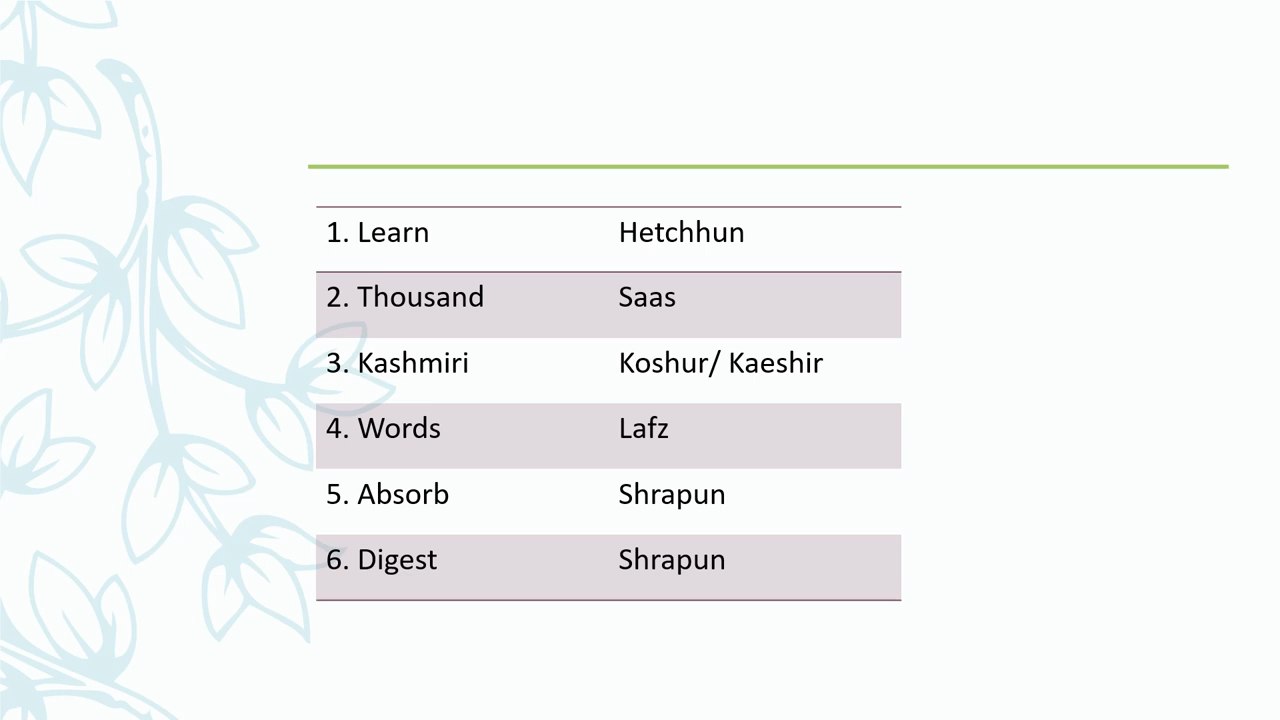 1. Learn Hetchhun
2. Thousand Saas
3. Kashmiri Koshur/ Kaeshir
4. Words Lafz
5. Absorb Shrapun
6. Digest Shrapun